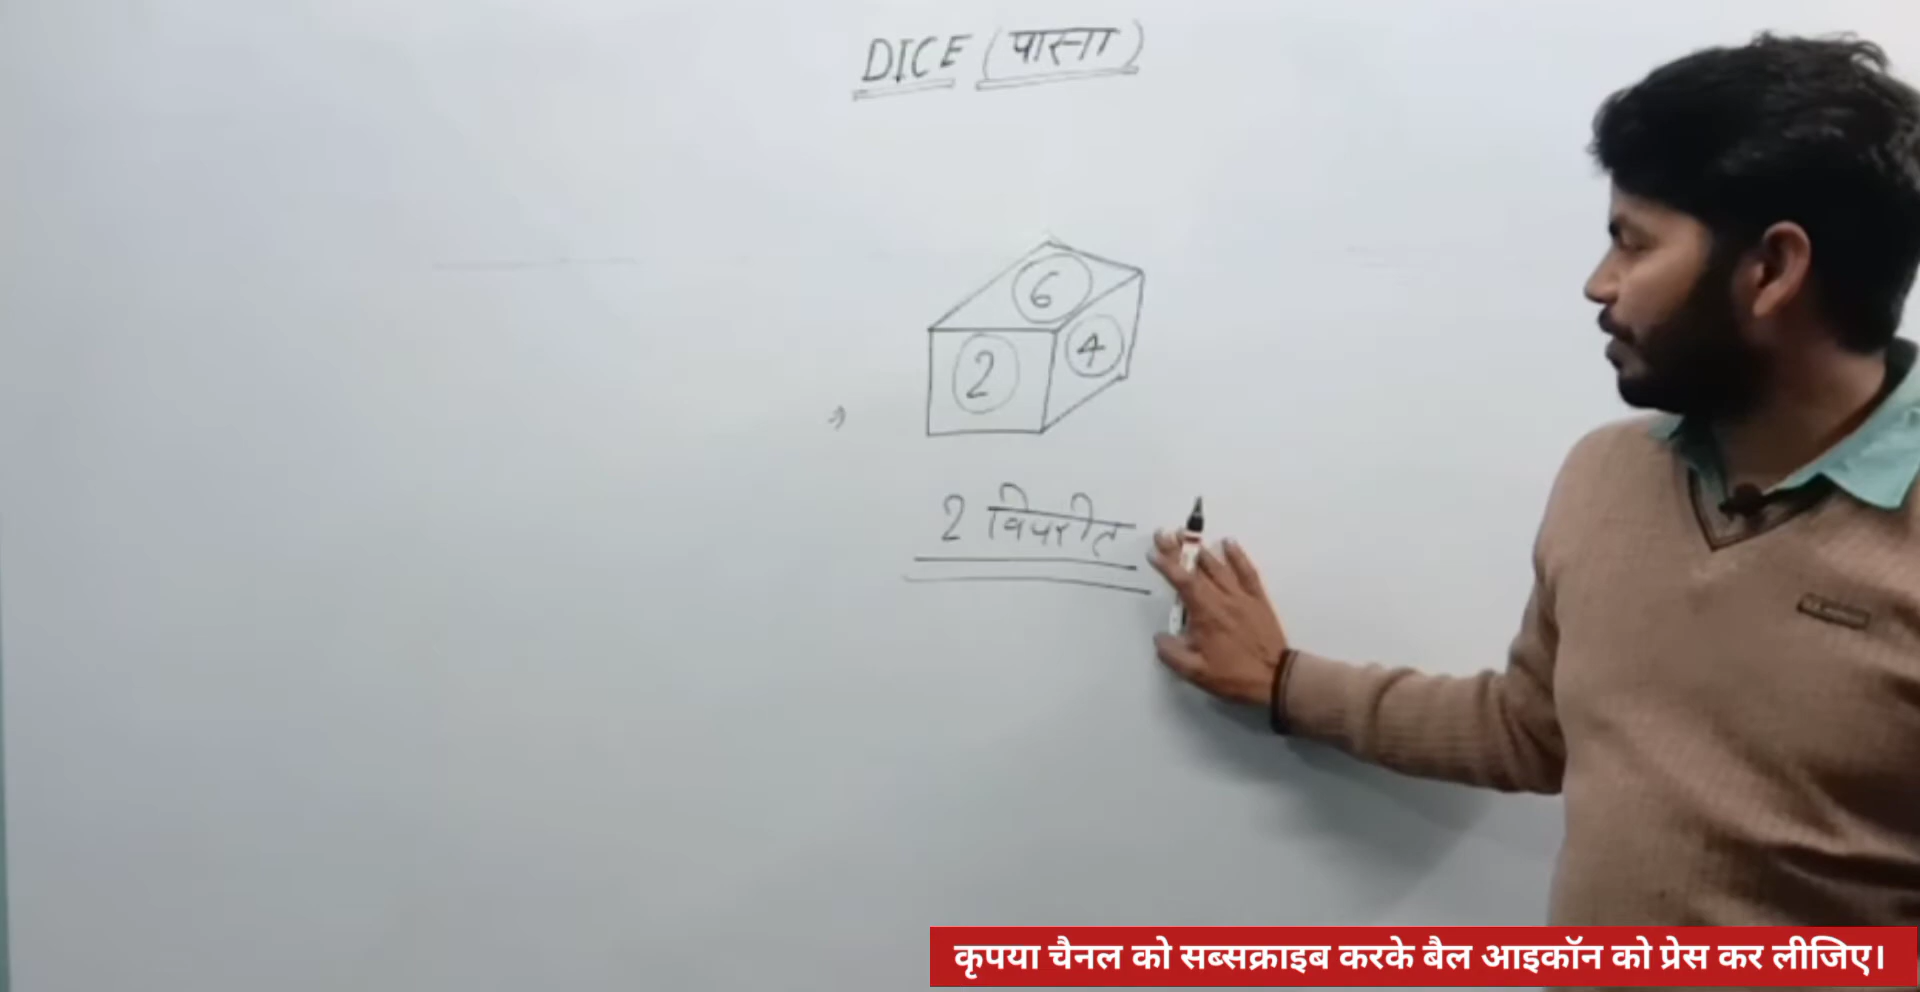 DICE (पासा)
6
2
4
2 विपरीत
कृपया चैनल को सब्सक्राइब करके बैल आइकॉन को प्रेस कर लीजिए।